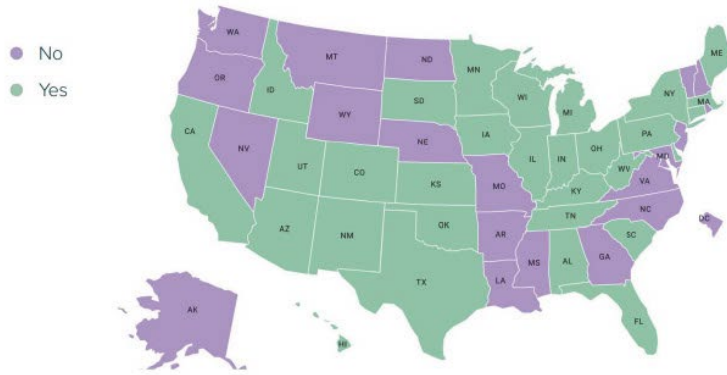 No
Yes
WA
MT
ND
MN
ME
OR
ID
SD
WI
MI
NY
MA
WY
IA
PA
NE
IL
IN
OH
NV
UT
CO
CA
KS
MO
KY
WV
MD
VA
AZ
NM
OK
AR
TN
NC
DC
SC
MS
AL
GA
LA
TX
FL
AK
HI